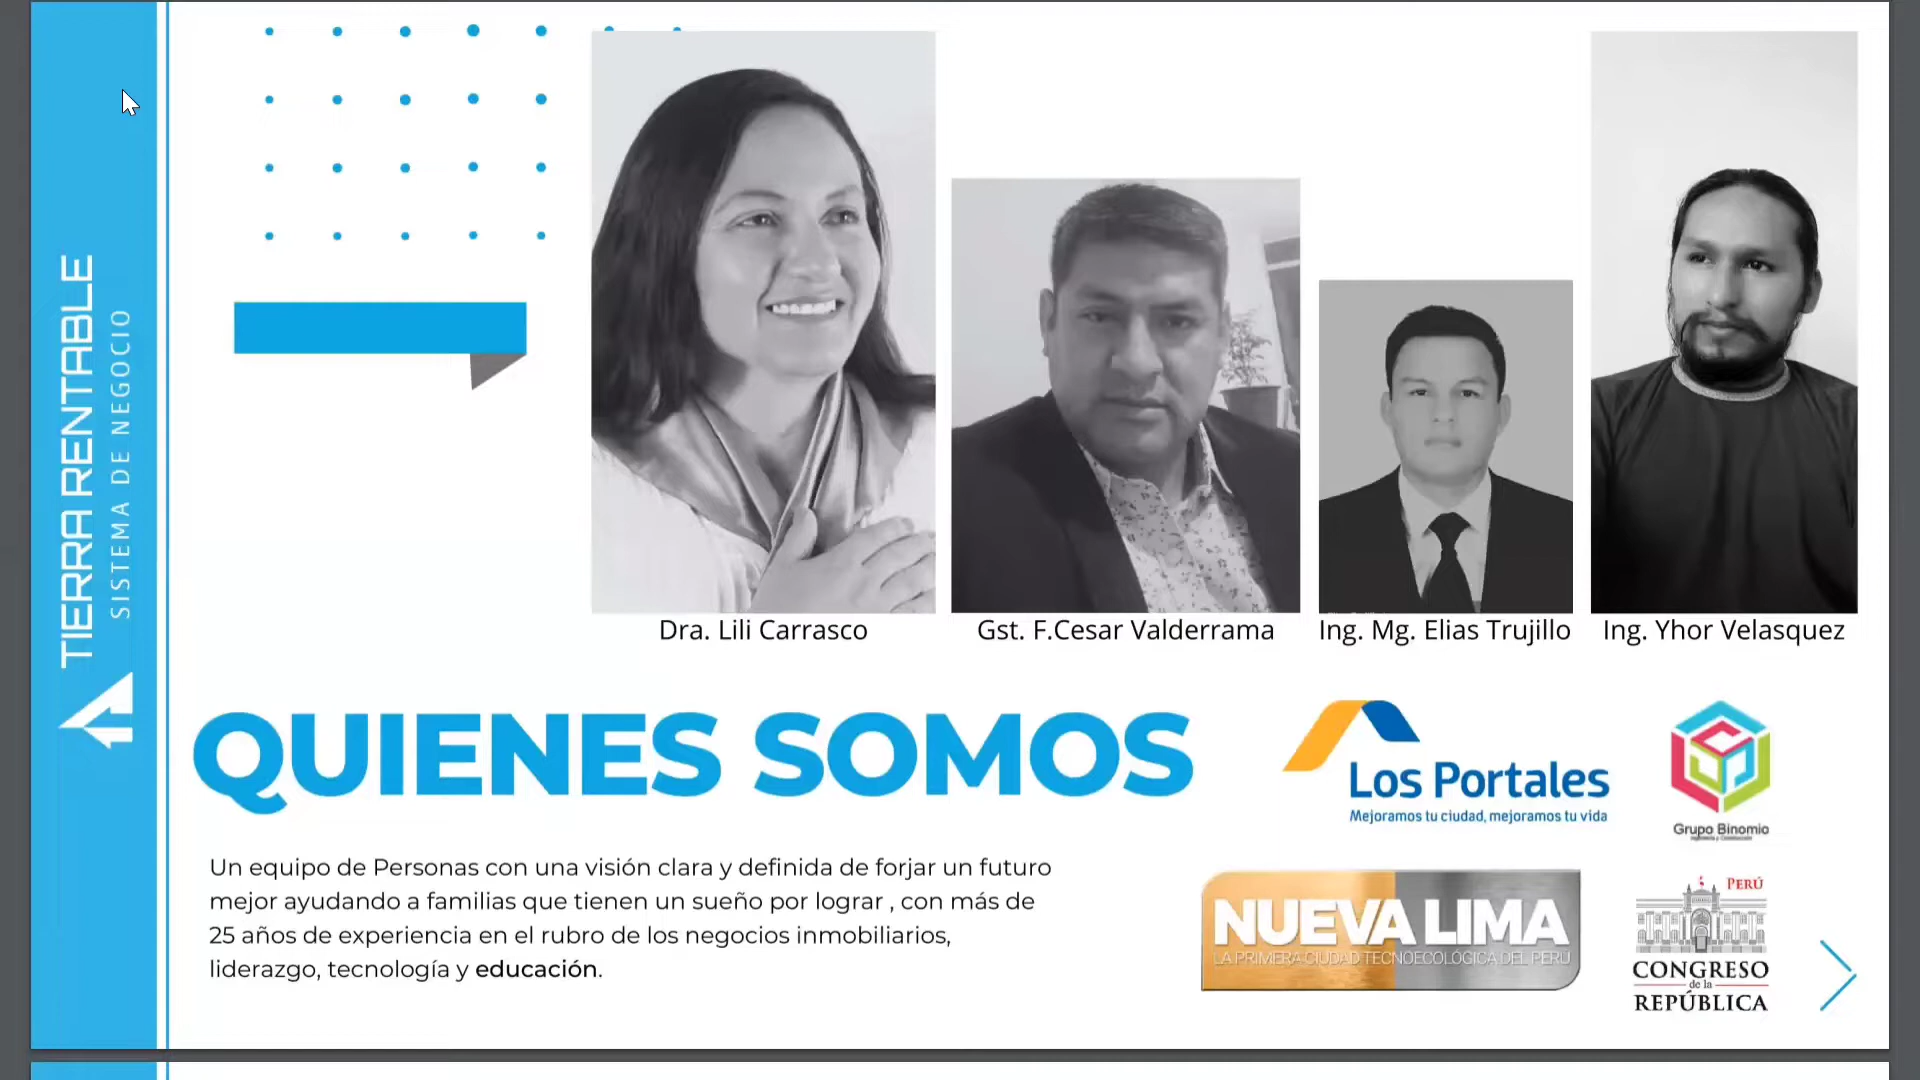 TIERRA RENTABLE
SISTEMA DE NEGOCIO
Dra. Lili Carrasco
Gst. F.Cesar Valderrama
Ing. Mg. Elias Trujillo
Ing. Yhor Velasquez
QUIENES SOMOS
Un equipo de Personas con una visión clara y definida de forjar un futuro
mejor ayudando a familias que tienen un sueño por lograr , con más de
25 años de experiencia en el rubro de los negocios inmobiliarios,
liderazgo, tecnología y educación.
Los Portales
Mejoramos tu ciudad, mejoramos tu vida
Grupo Binomio
NUEVA LIMA
LA PRIMERA CIUDAD TECNOECOLÓGICA DEL PERÚ
PERÚ
CONGRESO
de la
REPÚBLICA